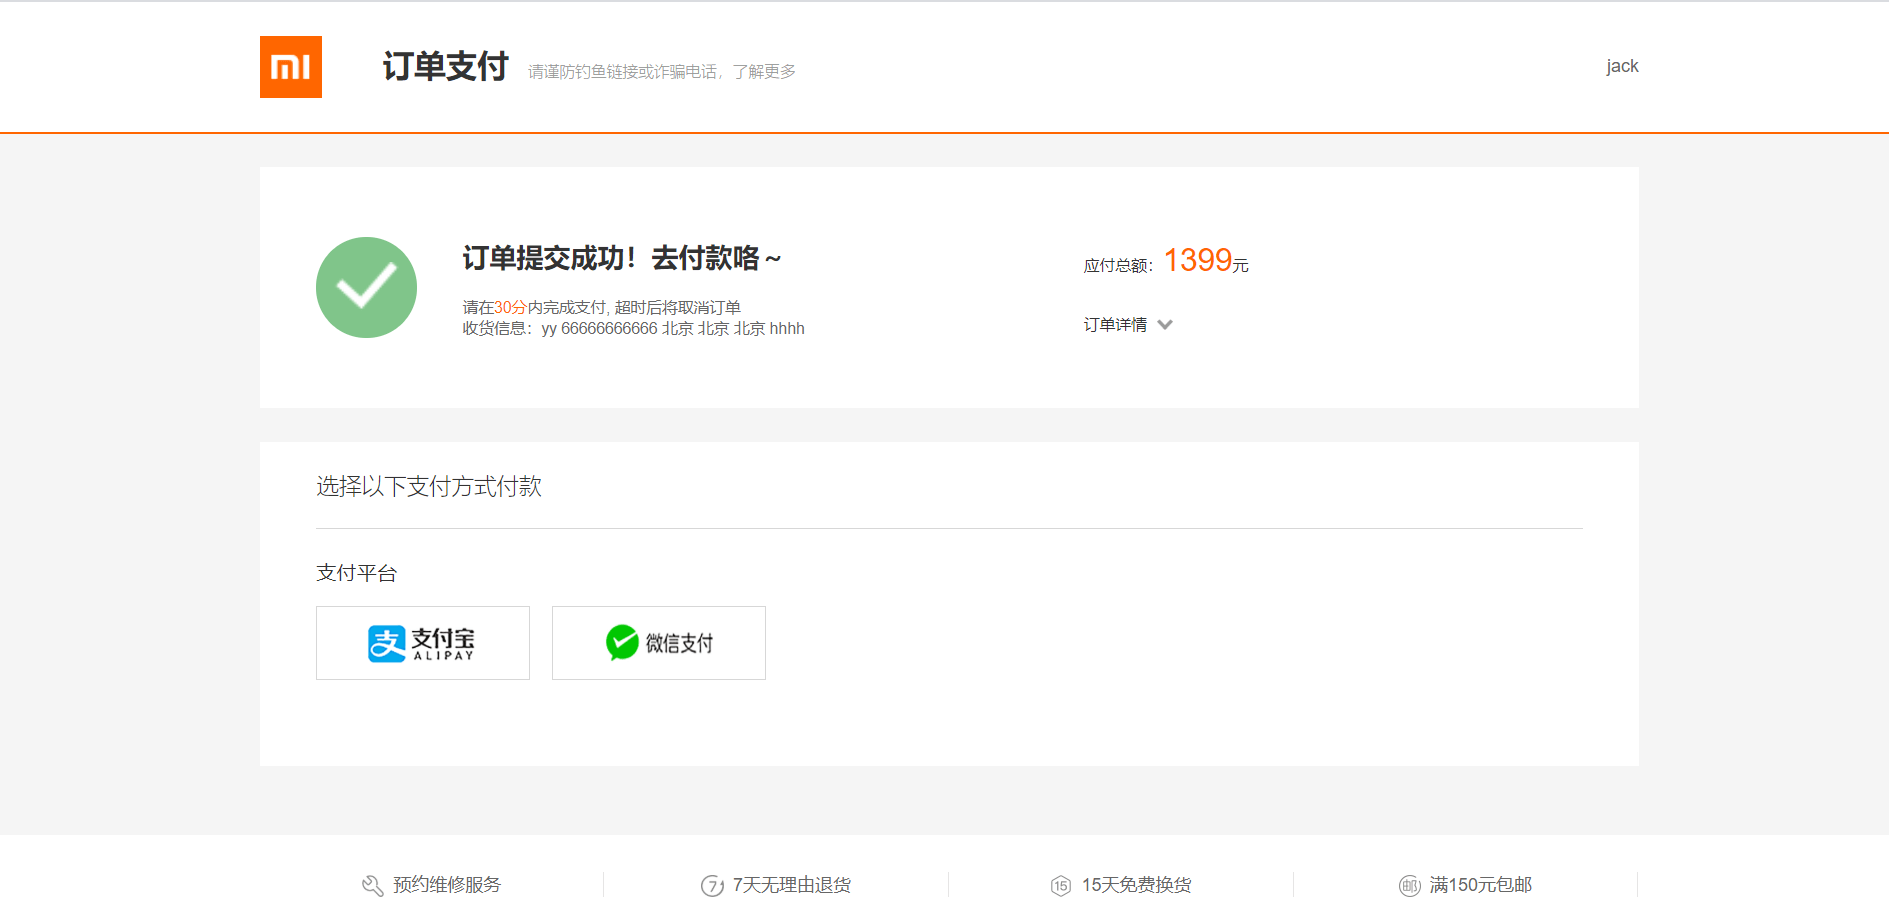 mi
订单支付 请谨防钓鱼链接或诈骗电话，了解更多
jack
订单提交成功！去付款咯～
请在30分内完成支付, 超时后将取消订单
收货信息：yy 66666666666 北京 北京 北京 hhhh
应付总额：1399元
订单详情
选择以下支付方式付款
支付平台
支 支付宝
ALIPAY
微信支付
预约维修服务
7 7天无理由退货
15 15天免费换货
邮 满150元包邮